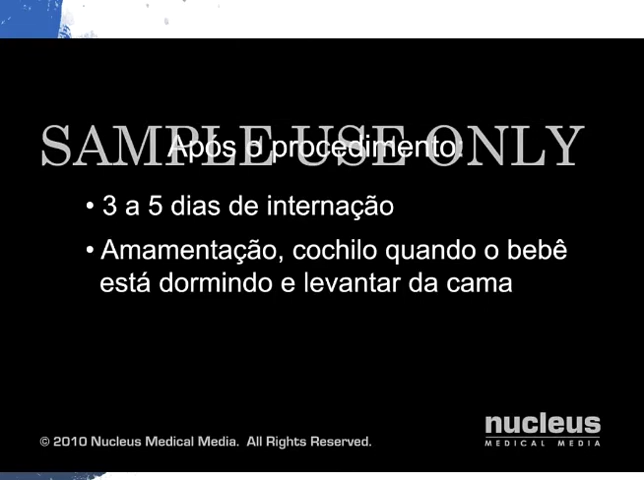 SAMPLE USE ONLY
Após o procedimento:
• 3 a 5 dias de internação
• Amamentação, cochilo quando o bebê
está dormindo e levantar da cama
nucleus
MEDICAL MEDIA
© 2010 Nucleus Medical Media. All Rights Reserved.